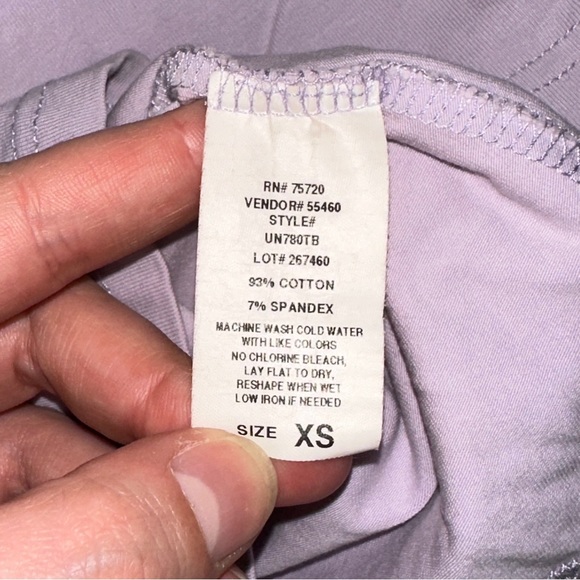 RN# 75720
VENDOR# 55460
STYLE#
UN780TB
LOT# 267460
93% COTTON
7% SPANDEX
MACHINE WASH COLD WATER
WITH LIKE COLORS
NO CHLORINE BLEACH,
LAY FLAT TO DRY,
RESHAPE WHEN WET
LOW IRON IF NEEDED
SIZE XS